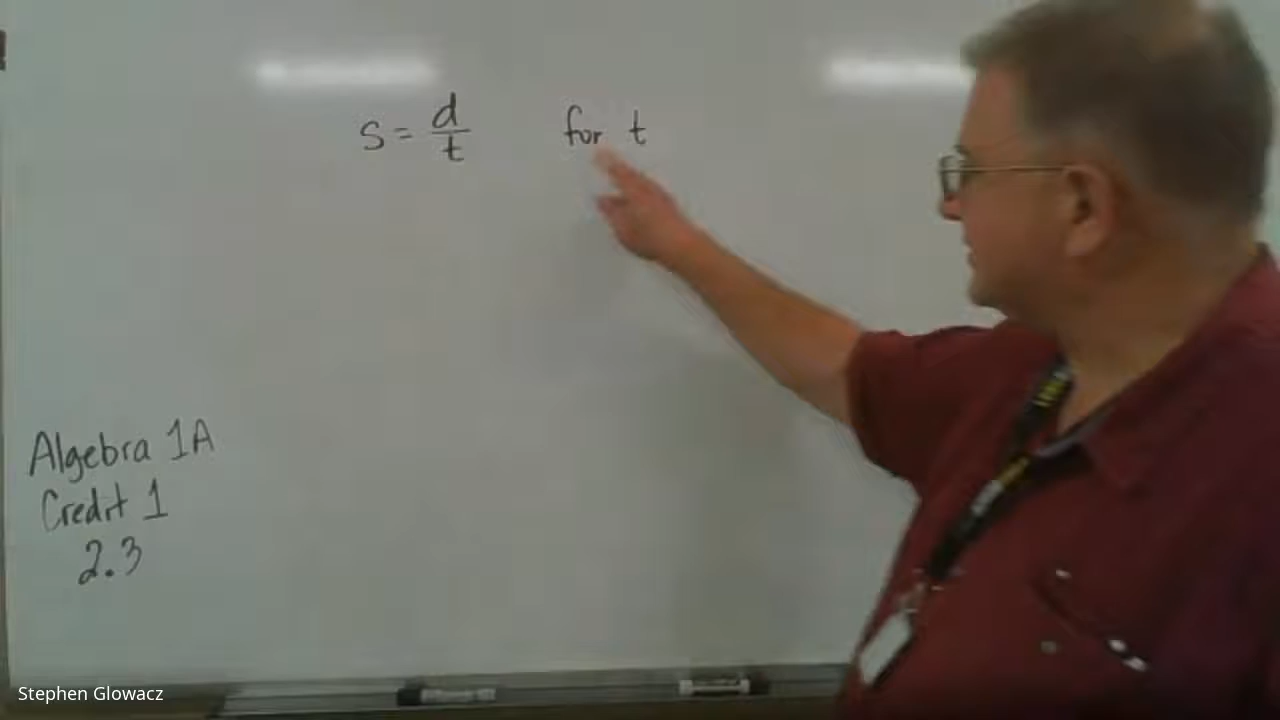 s = d/t for t
Algebra 1A
Credit 1
2.3
Stephen Glowacz